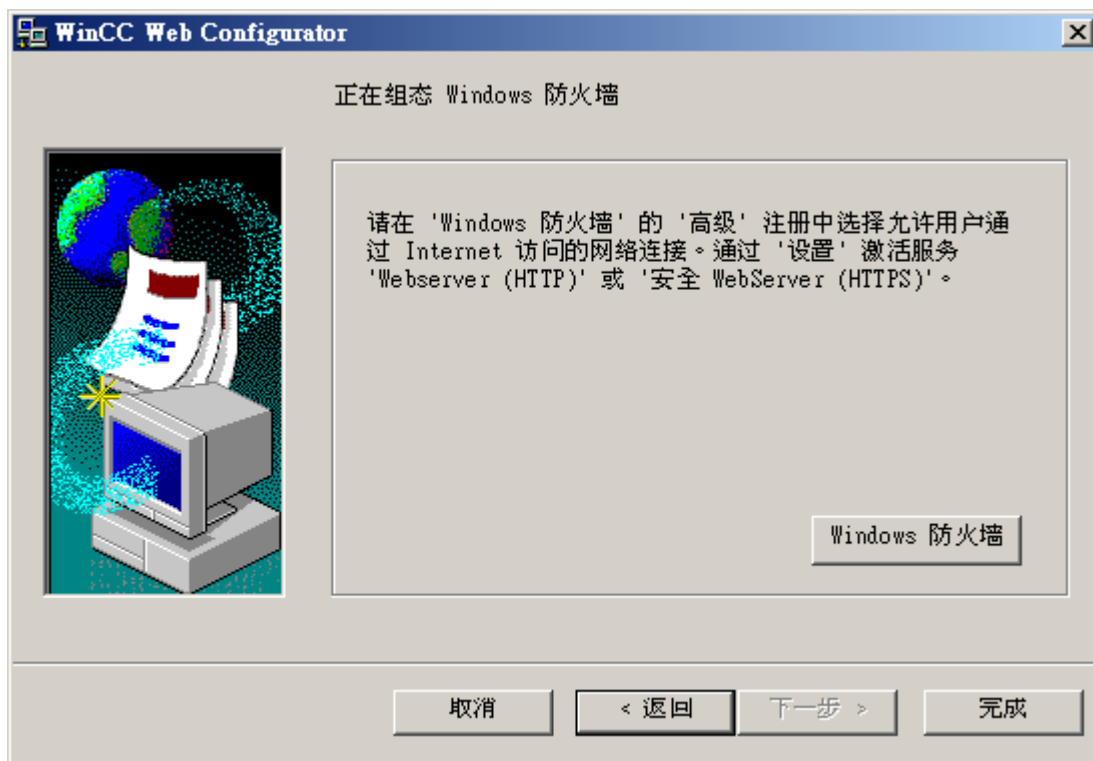 WinCC Web Configurator
正在组态 Windows 防火墙
请在 'Windows 防火墙' 的 '高级' 注册中选择允许用户通
过 Internet 访问的网络连接。通过 '设置' 激活服务
'Webserver (HTTP)' 或 '安全 WebServer (HTTPS)'。
Windows 防火墙
取消
< 返回
下一步 >
完成